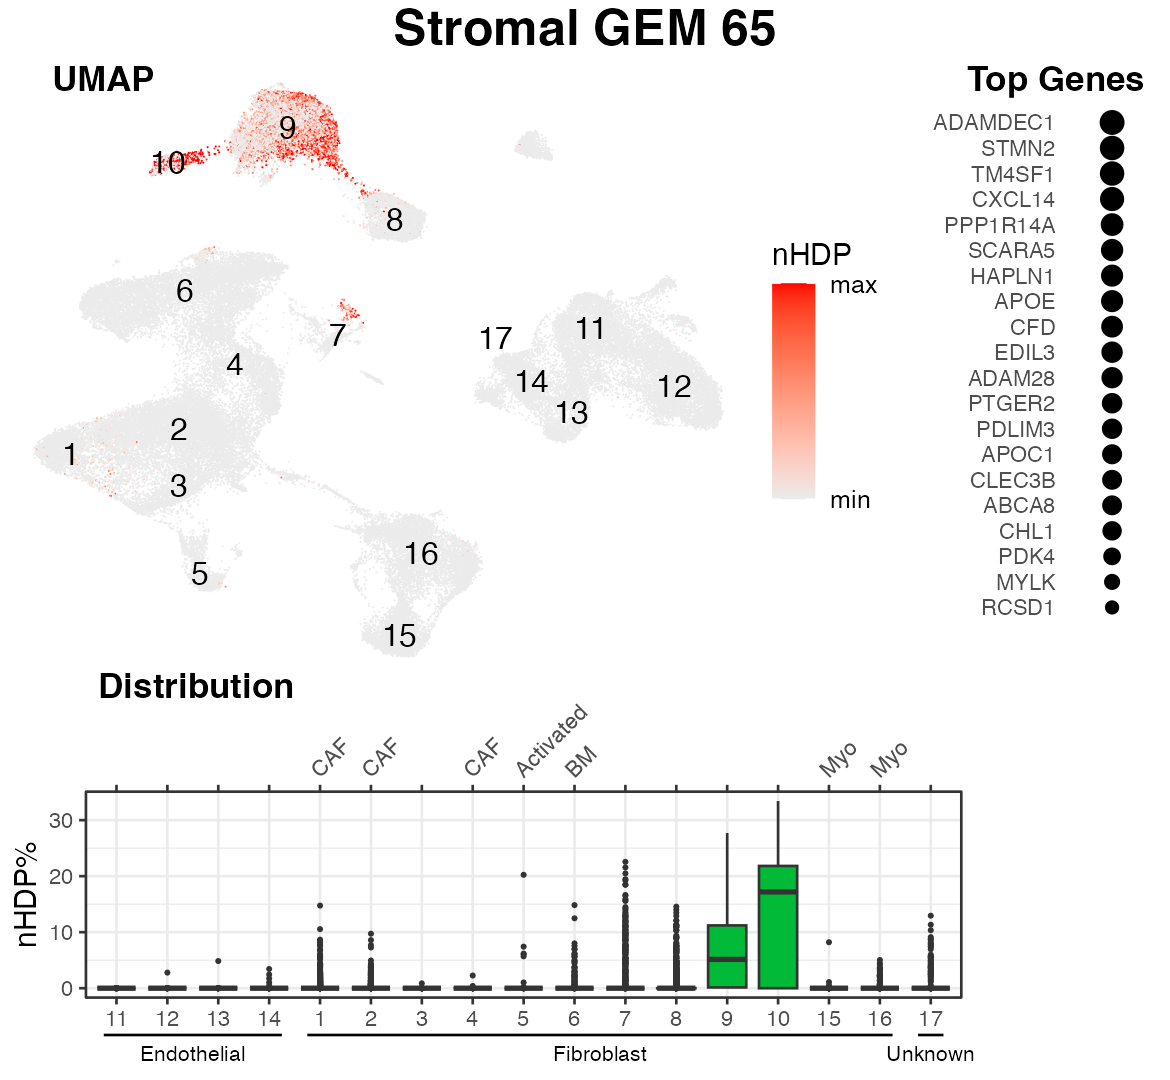 Stromal GEM 65
UMAP
9
10
8
6
7
4
2
1
3
5
16
15
11
17
14
12
13
nHDP
max
min
Top Genes
ADAMDEC1
STMN2
TM4SF1
CXCL14
PPP1R14A
SCARA5
HAPLN1
APOE
CFD
EDIL3
ADAM28
PTGER2
PDLIM3
APOC1
CLEC3B
ABCA8
CHL1
PDK4
MYLK
RCSD1
Distribution
CAF
CAF
CAF
Activated
BM
Myo
Myo
nHDP%
30
20
10
0
11 12 13 14 1 2 3 4 5 6 7 8 9 10 15 16 17
Endothelial Fibroblast Unknown